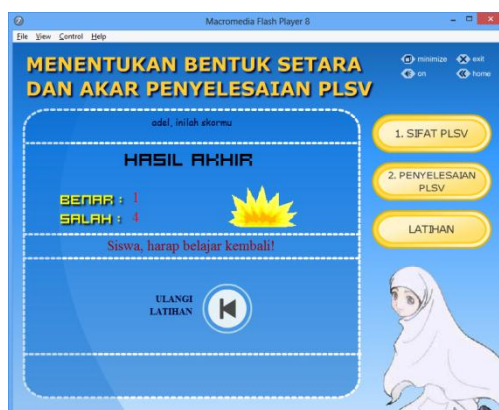 Macromedia Flash Player 8
File View Control Help
MENENTUKAN BENTUK SETARA
DAN AKAR PENYELESAIAN PLSV
minimize exit
on home
adel, inilah skormu
HASIL AKHIR
BENAR : 1
SALAH : 4
Siswa, harap belajar kembali!
ULANGI
LATIHAN
1. SIFAT PLSV
2. PENYELESAIAN
PLSV
LATIHAN